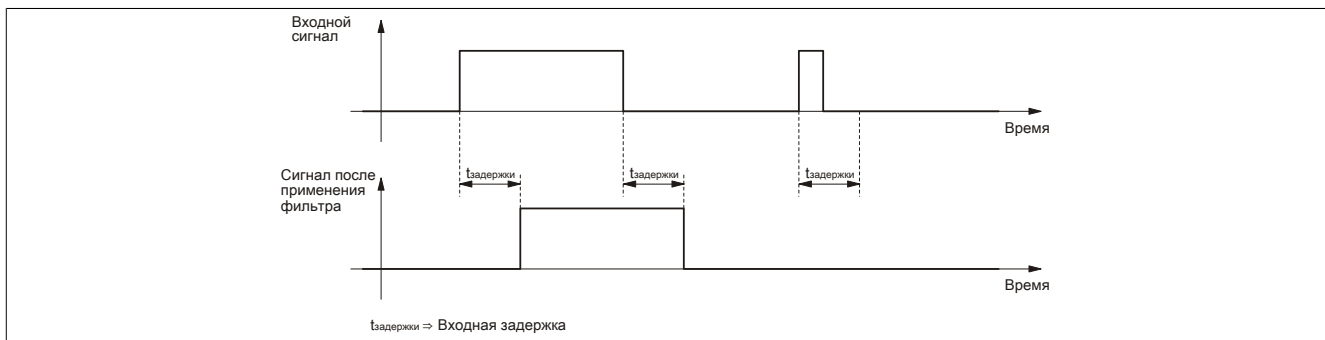 Входной
сигнал
Время
tзадержки
tзадержки
tзадержки
Сигнал после
применения
фильтра
Время
tзадержки ⇒ Входная задержка